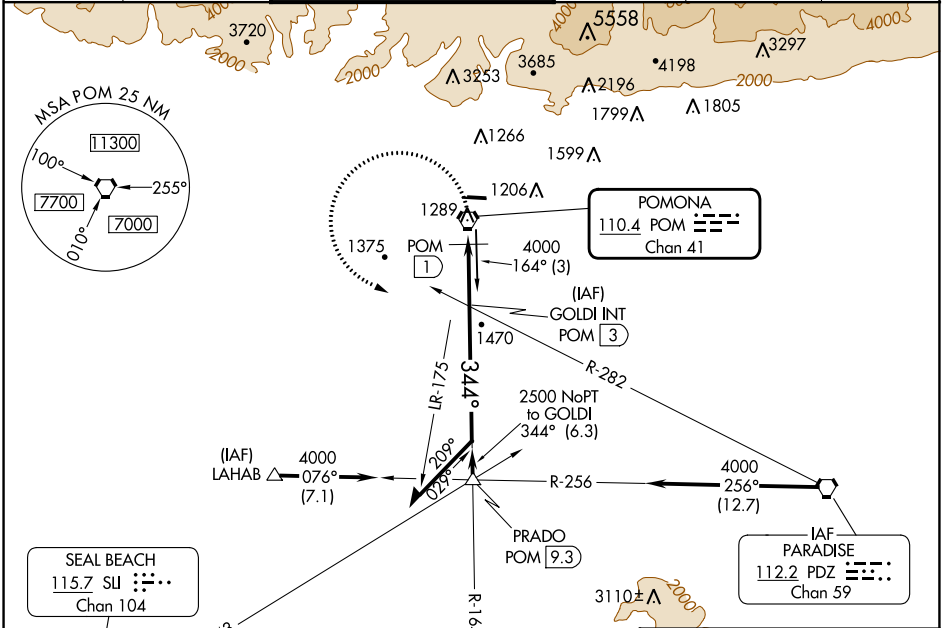 3720
2000
4000
2000
3253
3685
4000
5558
2196
4198
3297
4000
2000
1799
1805
1266
1599
MSA POM 25 NM
11300
100°
255°
7700
7000
010°
1206
1289
1375
POM
1
4000
164° (3)
POMONA
110.4 POM
Chan 41
(IAF)
GOLDI INT
POM 3
1470
LR-175
344°
R-282
2500 NoPT
to GOLDI
344° (6.3)
209°
029°
(IAF)
LAHAB
4000
076°
(7.1)
R-256
4000
256°
(12.7)
PRADO
POM 9.3
IAF
PARADISE
112.2 PDZ
Chan 59
SEAL BEACH
115.7 SLI
Chan 104
R-16
3110±
2000